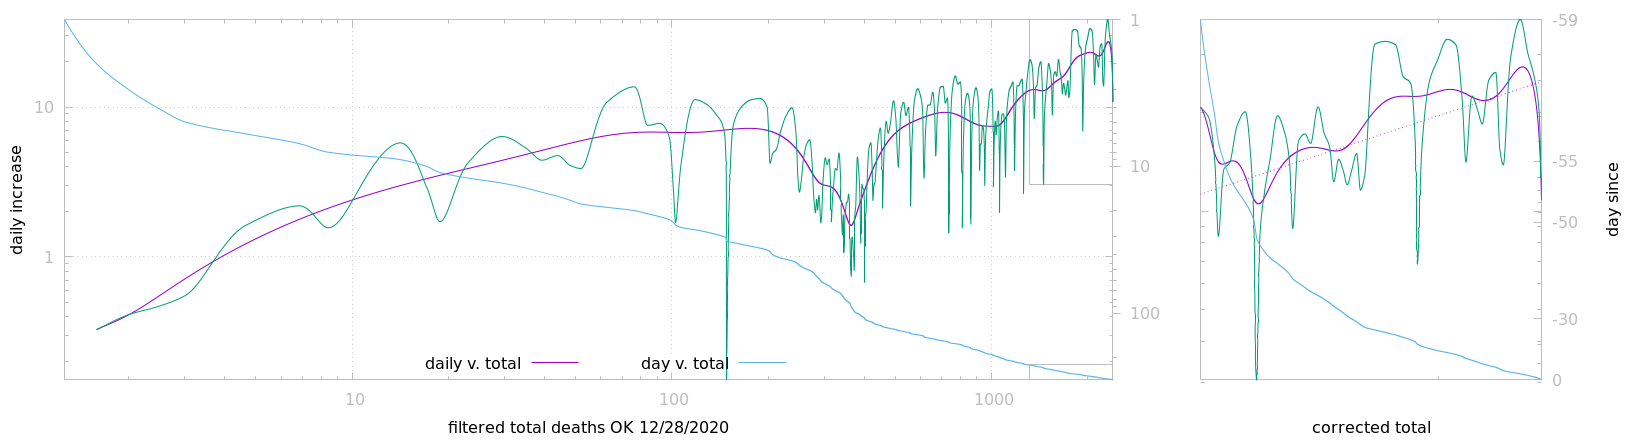 daily increase
10
1
daily v. total
day v. total
10
100
1000
filtered total deaths OK 12/28/2020
1
10
100
-59
-55
-50
-30
0
day since
corrected total